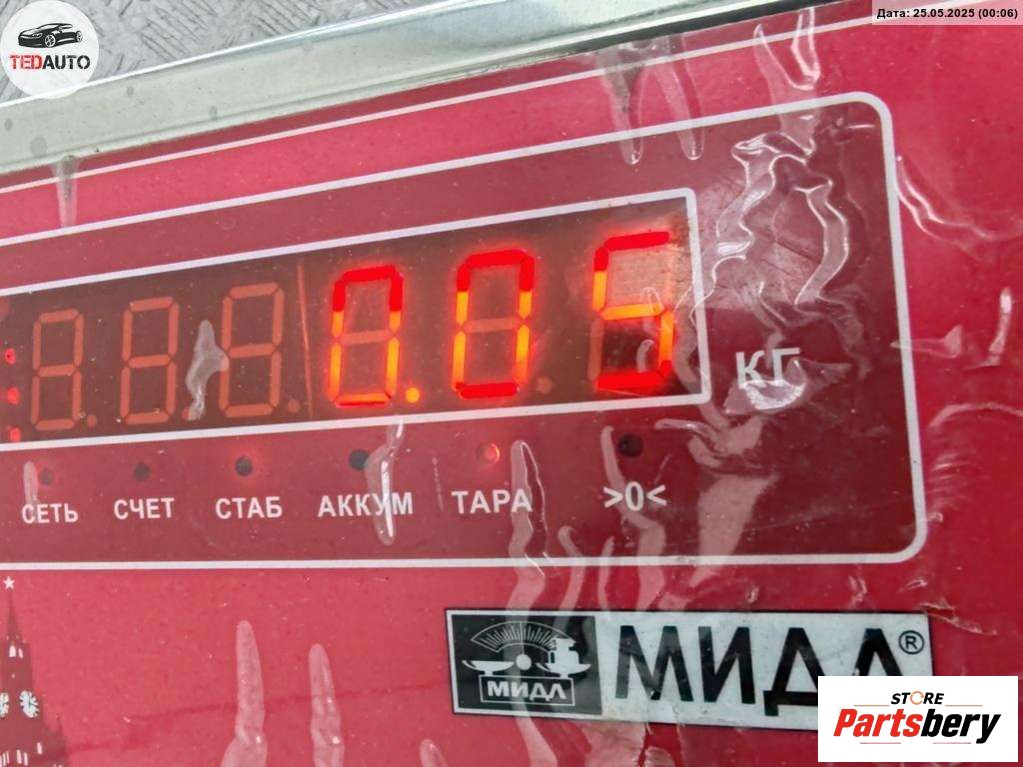 Дата: 25.05.2025 (00:06)
TEDAUTO
0.05
КГ
СЕТЬ СЧЕТ СТАБ АККУМ ТАРА >0<
МИДЛ МИДЛ®
STORE
Partsbery